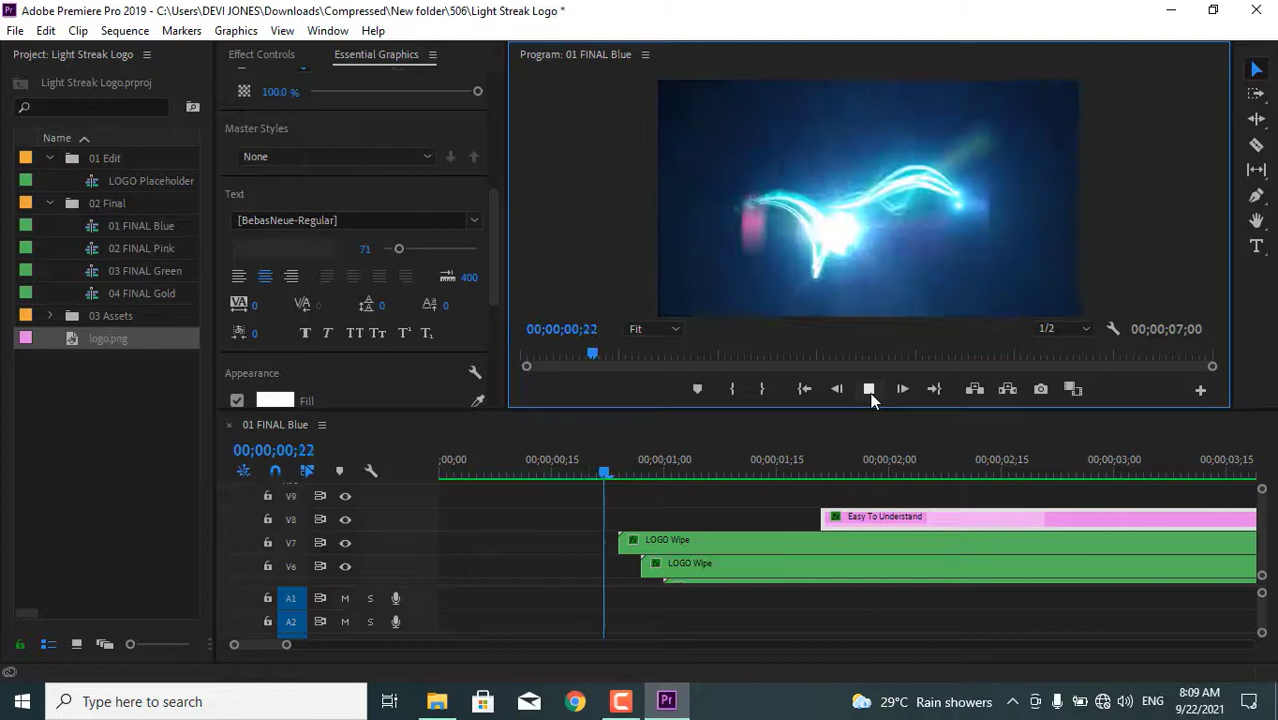 Adobe Premiere Pro 2019 - C:\Users\DEVI JONES\Downloads\Compressed\New folder\506\Light Streak Logo *
File Edit Clip Sequence Markers Graphics View Window Help
Project: Light Streak Logo
Light Streak Logo.prproj
Name
01 Edit
LOGO Placeholder
02 Final
01 FINAL Blue
02 FINAL Pink
03 FINAL Green
04 FINAL Gold
03 Assets
logo.png
Effect Controls Essential Graphics
100.0 %
Master Styles
None
Text
[BebasNeue-Regular]
71
400
0 0 0 0
0
T T TT Tt T¹ T₁
Appearance
Fill
Program: 01 FINAL Blue
00;00;00;22 Fit 1/2 00;00;07;00
01 FINAL Blue
00;00;00;22
;00;00 00;00;00;15 00;00;01;00 00;00;01;15 00;00;02;00 00;00;02;15 00;00;03;00 00;00;03;15
V9
V8 Easy To Understand
V7 LOGO Wipe
V6 LOGO Wipe
A1 M S
A2 M S
Type here to search
29°C Rain showers
ENG
8:09 AM
9/22/2021